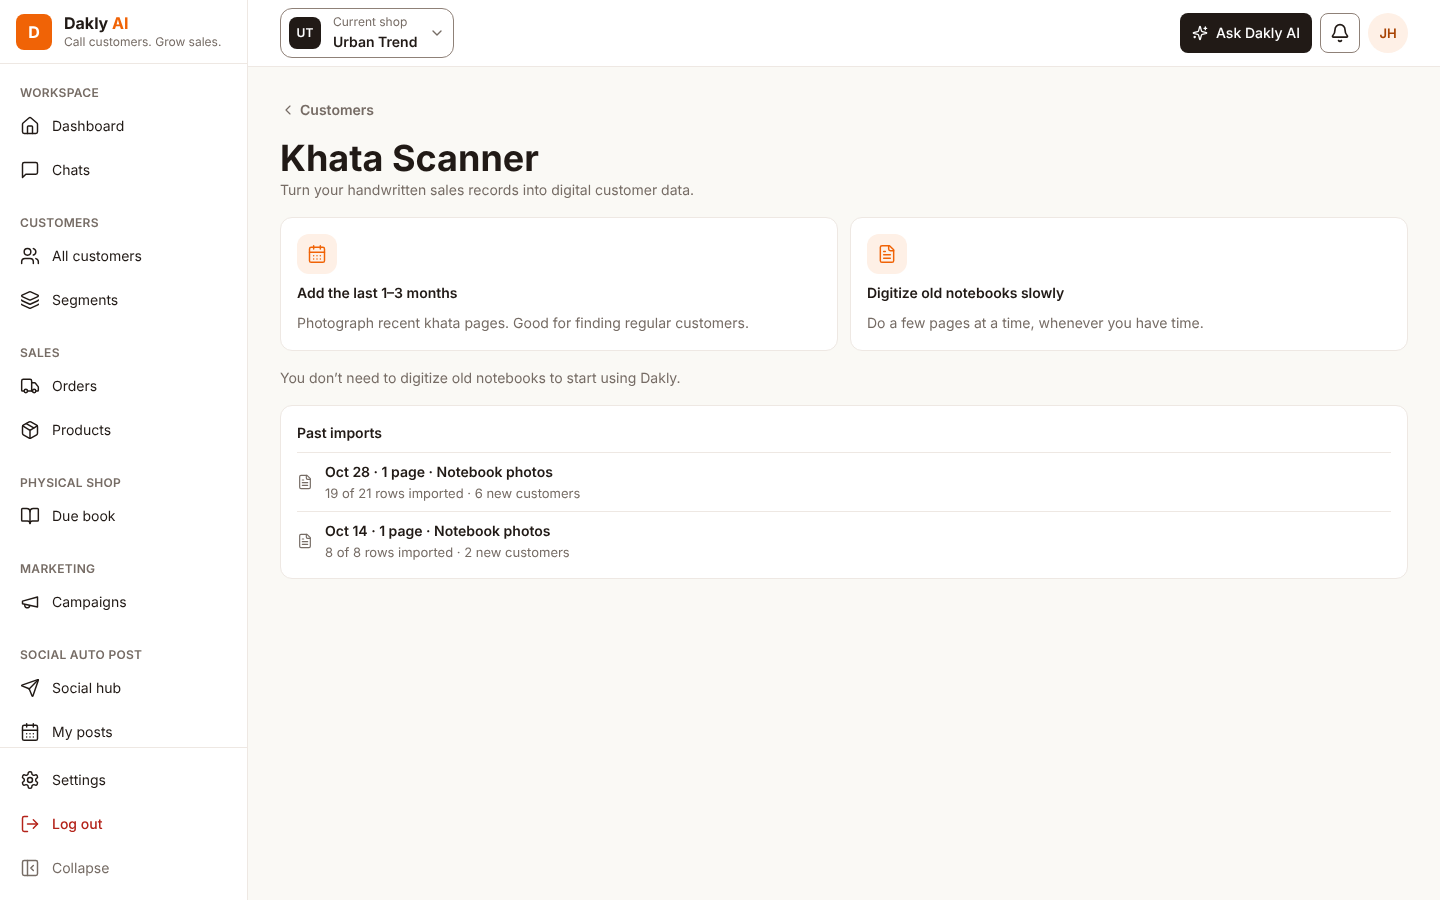 D
Dakly AI
Call customers. Grow sales.
WORKSPACE
Dashboard
Chats
CUSTOMERS
All customers
Segments
SALES
Orders
Products
PHYSICAL SHOP
Due book
MARKETING
Campaigns
SOCIAL AUTO POST
Social hub
My posts
Settings
Log out
Collapse
UT
Current shop
Urban Trend
Ask Dakly AI
JH
Customers
Khata Scanner
Turn your handwritten sales records into digital customer data.
Add the last 1–3 months
Photograph recent khata pages. Good for finding regular customers.
Digitize old notebooks slowly
Do a few pages at a time, whenever you have time.
You don’t need to digitize old notebooks to start using Dakly.
Past imports
Oct 28 · 1 page · Notebook photos
19 of 21 rows imported · 6 new customers
Oct 14 · 1 page · Notebook photos
8 of 8 rows imported · 2 new customers